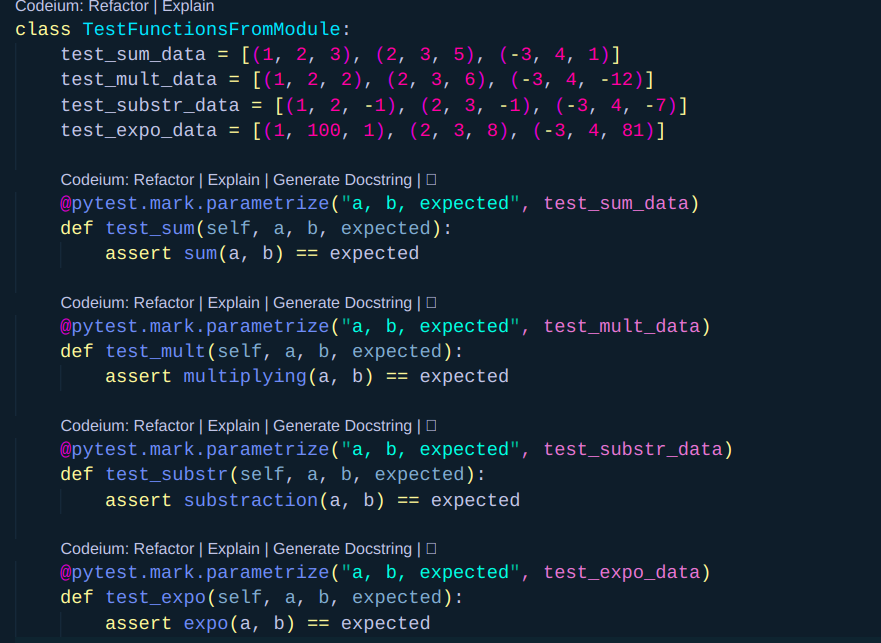 Codeium: Refactor | Explain
class TestFunctionsFromModule:
    test_sum_data = [(1, 2, 3), (2, 3, 5), (-3, 4, 1)]
    test_mult_data = [(1, 2, 2), (2, 3, 6), (-3, 4, -12)]
    test_substr_data = [(1, 2, -1), (2, 3, -1), (-3, 4, -7)]
    test_expo_data = [(1, 100, 1), (2, 3, 8), (-3, 4, 81)]
    Codeium: Refactor | Explain | Generate Docstring |
    @pytest.mark.parametrize("a, b, expected", test_sum_data)
    def test_sum(self, a, b, expected):
        assert sum(a, b) == expected
    Codeium: Refactor | Explain | Generate Docstring |
    @pytest.mark.parametrize("a, b, expected", test_mult_data)
    def test_mult(self, a, b, expected):
        assert multiplying(a, b) == expected
    Codeium: Refactor | Explain | Generate Docstring |
    @pytest.mark.parametrize("a, b, expected", test_substr_data)
    def test_substr(self, a, b, expected):
        assert substraction(a, b) == expected
    Codeium: Refactor | Explain | Generate Docstring |
    @pytest.mark.parametrize("a, b, expected", test_expo_data)
    def test_expo(self, a, b, expected):
        assert expo(a, b) == expected